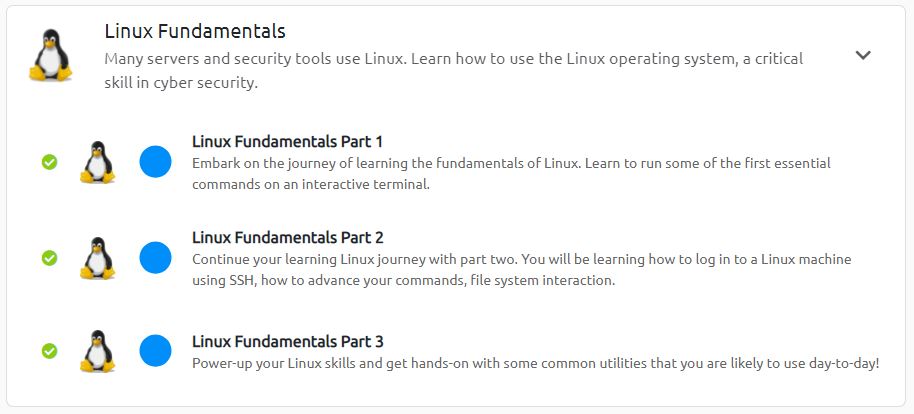 Linux Fundamentals
Many servers and security tools use Linux. Learn how to use the Linux operating system, a critical
skill in cyber security.
Linux Fundamentals Part 1
Embark on the journey of learning the fundamentals of Linux. Learn to run some of the first essential
commands on an interactive terminal.
Linux Fundamentals Part 2
Continue your learning Linux journey with part two. You will be learning how to log in to a Linux machine
using SSH, how to advance your commands, file system interaction.
Linux Fundamentals Part 3
Power-up your Linux skills and get hands-on with some common utilities that you are likely to use day-to-day!